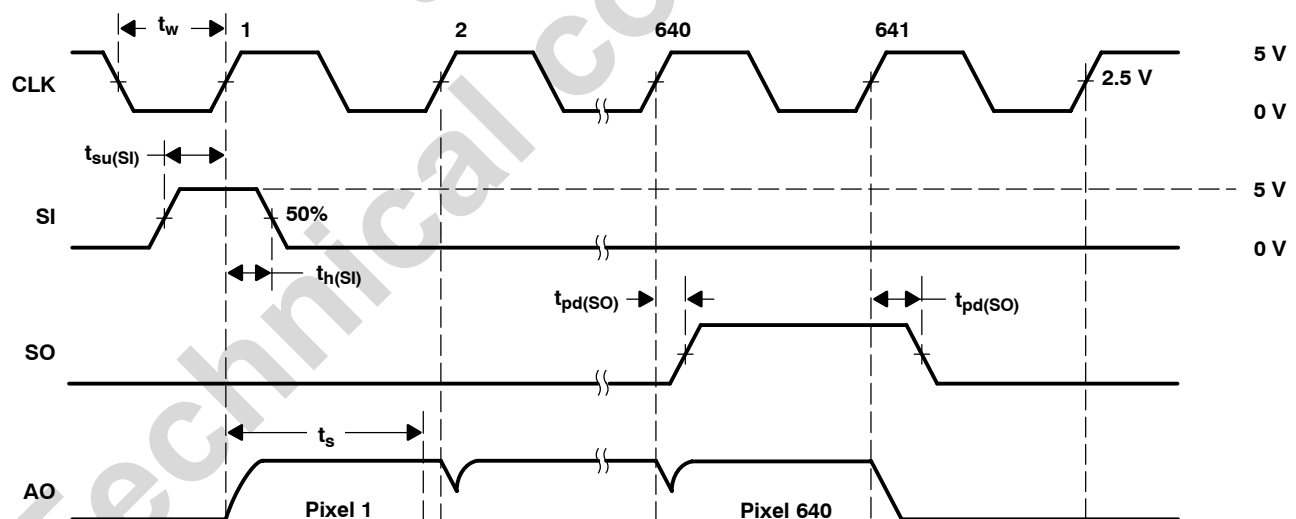 tw 1 2 640 641
5 V
CLK
2.5 V
0 V
tsu(SI)
5 V
SI
50%
0 V
th(SI)
tpd(SO)
tpd(SO)
SO
ts
AO
Pixel 1
Pixel 640